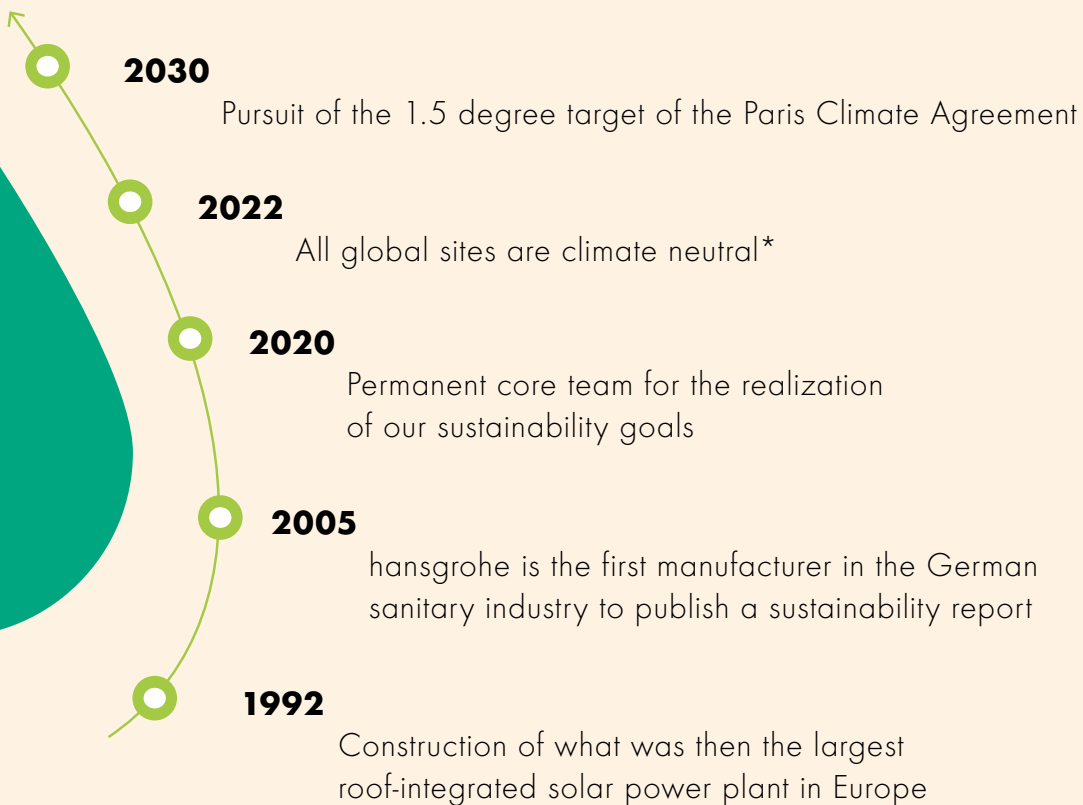 2030
Pursuit of the 1.5 degree target of the Paris Climate Agreement
2022
All global sites are climate neutral*
2020
Permanent core team for the realization
of our sustainability goals
2005
hansgrohe is the first manufacturer in the German
sanitary industry to publish a sustainability report
1992
Construction of what was then the largest
roof-integrated solar power plant in Europe